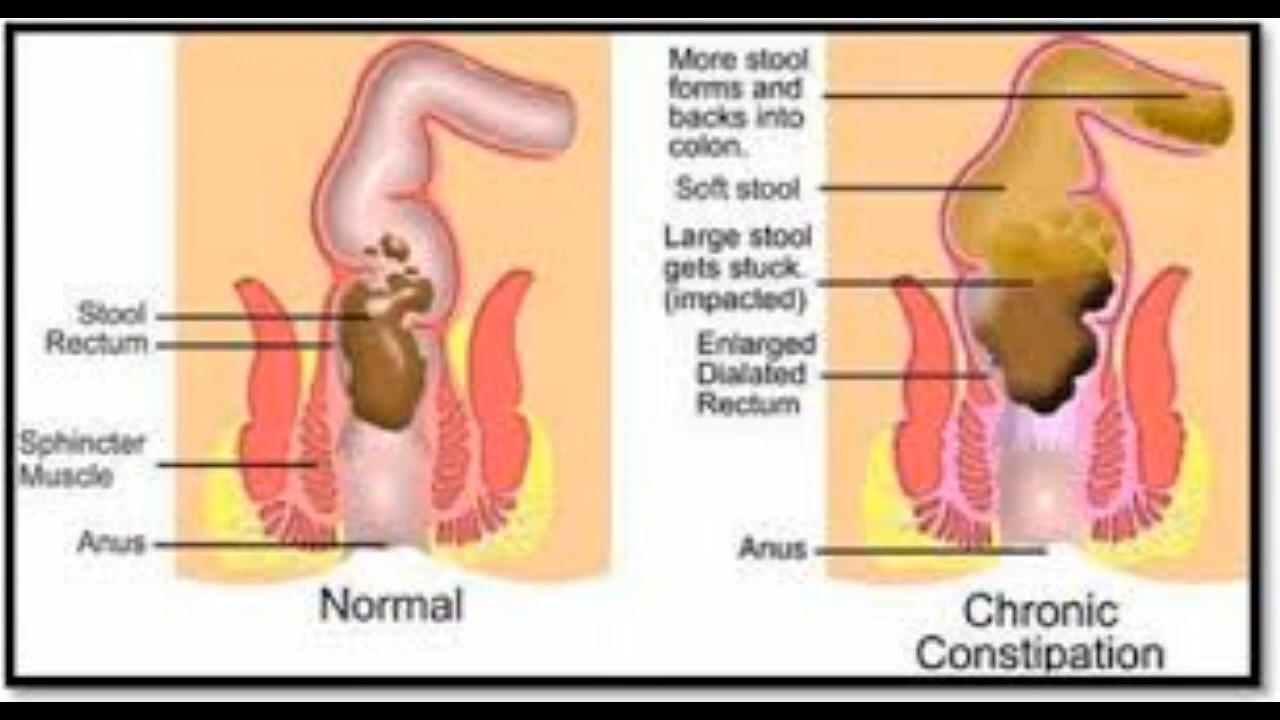 Stool
Rectum
Sphincter
Muscle
Anus
Normal
More stool
forms and
backs into
colon.
Soft stool
Large stool
gets stuck.
(impacted)
Enlarged
Dialated
Rectum
Anus
Chronic
Constipation